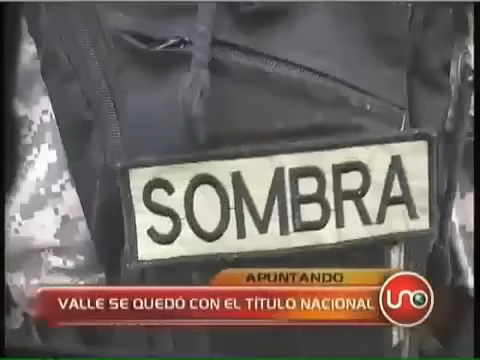 SOMBRA
APUNTANDO
VALLE SE QUEDÓ CON EL TÍTULO NACIONAL
UNO